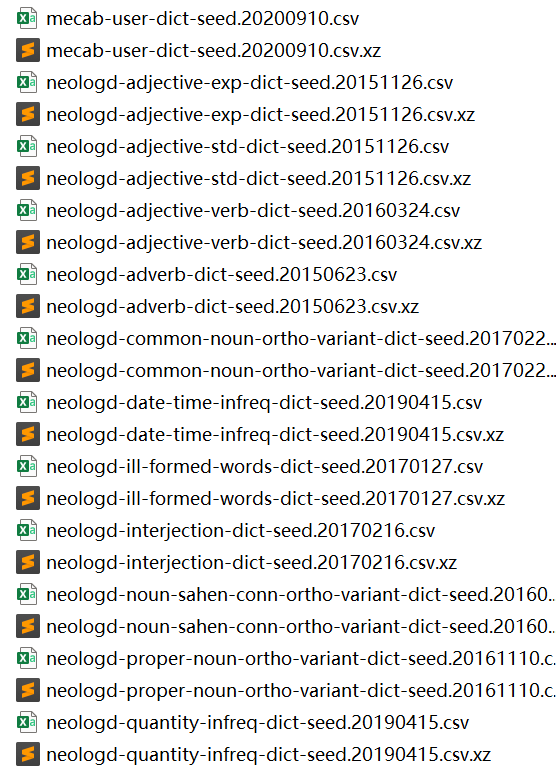 mecab-user-dict-seed.20200910.csv
mecab-user-dict-seed.20200910.csv.xz
neologd-adjective-exp-dict-seed.20151126.csv
neologd-adjective-exp-dict-seed.20151126.csv.xz
neologd-adjective-std-dict-seed.20151126.csv
neologd-adjective-std-dict-seed.20151126.csv.xz
neologd-adjective-verb-dict-seed.20160324.csv
neologd-adjective-verb-dict-seed.20160324.csv.xz
neologd-adverb-dict-seed.20150623.csv
neologd-adverb-dict-seed.20150623.csv.xz
neologd-common-noun-ortho-variant-dict-seed.2017022...
neologd-common-noun-ortho-variant-dict-seed.2017022...
neologd-date-time-infreq-dict-seed.20190415.csv
neologd-date-time-infreq-dict-seed.20190415.csv.xz
neologd-ill-formed-words-dict-seed.20170127.csv
neologd-ill-formed-words-dict-seed.20170127.csv.xz
neologd-interjection-dict-seed.20170216.csv
neologd-interjection-dict-seed.20170216.csv.xz
neologd-noun-sahen-conn-ortho-variant-dict-seed.20160..
neologd-noun-sahen-conn-ortho-variant-dict-seed.20160..
neologd-proper-noun-ortho-variant-dict-seed.20161110.c.
neologd-proper-noun-ortho-variant-dict-seed.20161110.c.
neologd-quantity-infreq-dict-seed.20190415.csv
neologd-quantity-infreq-dict-seed.20190415.csv.xz